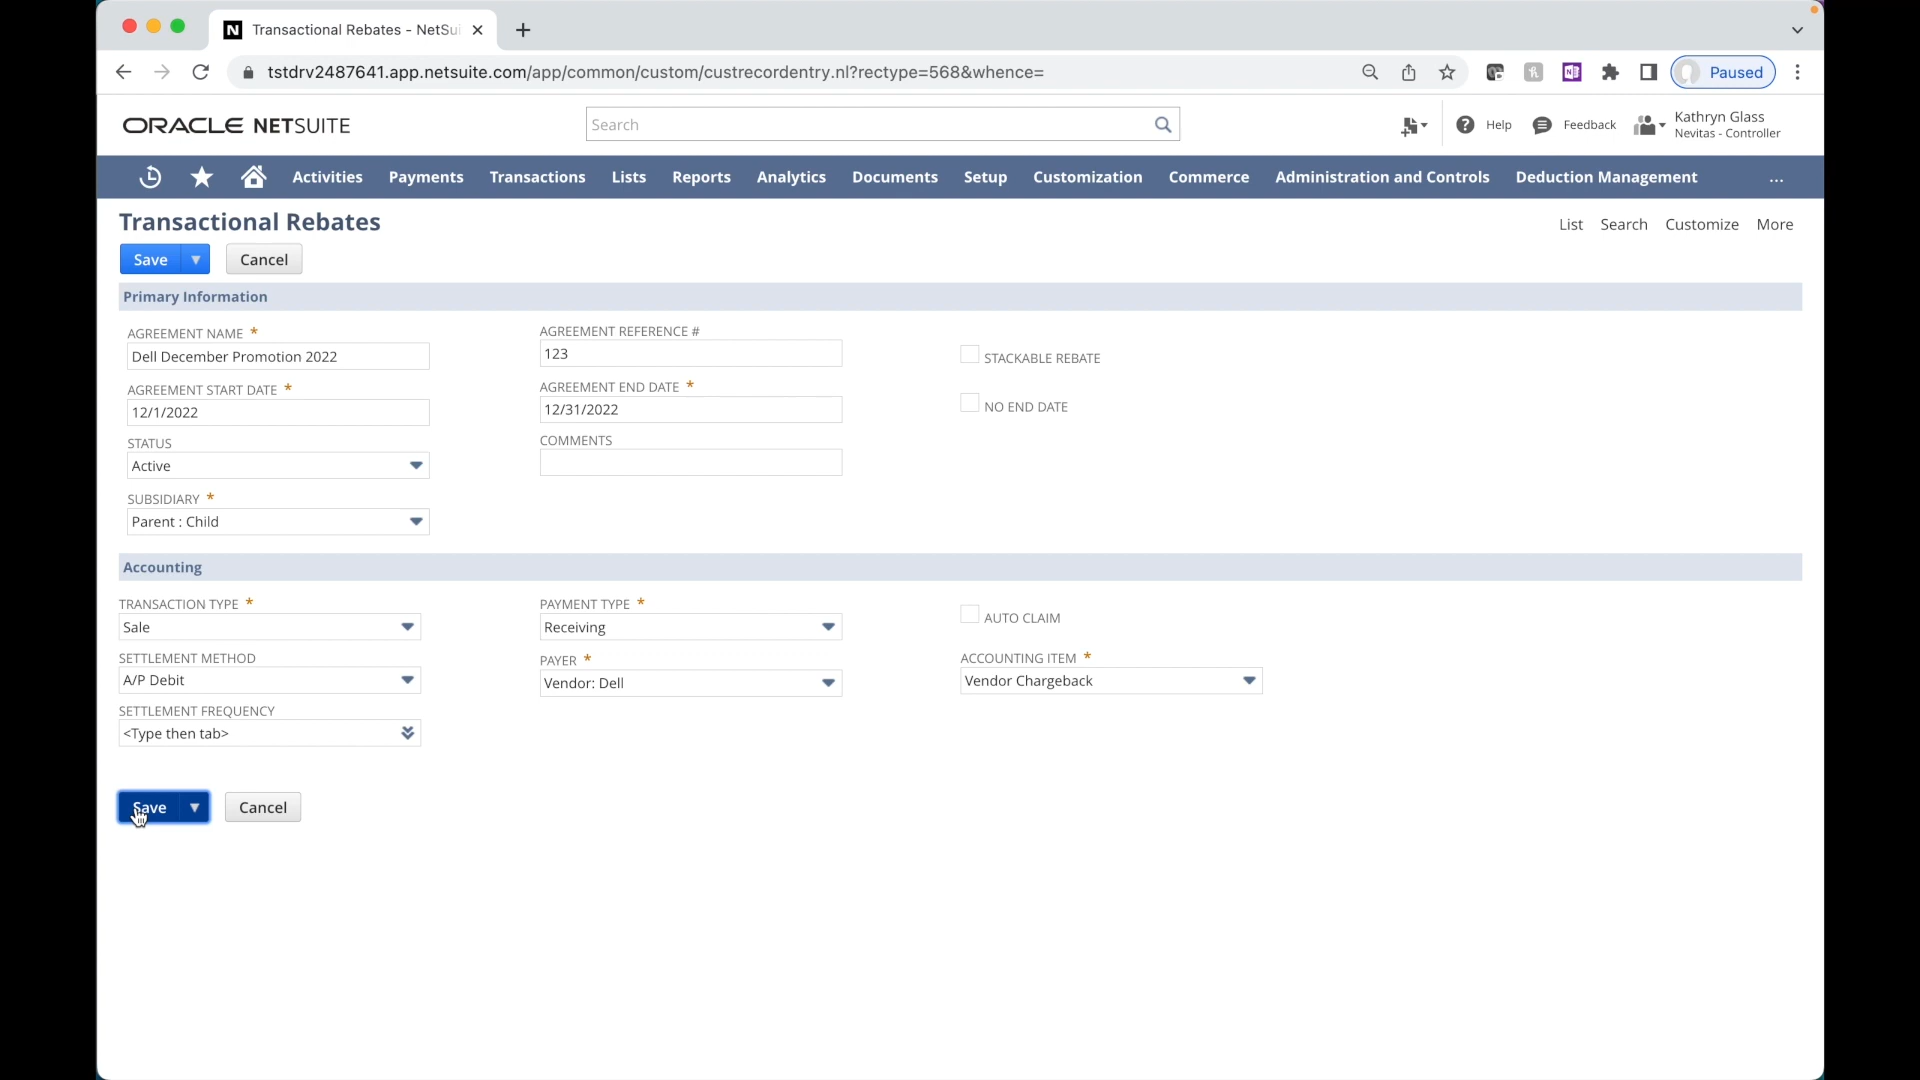 Transactional Rebates - NetSui
tstdrv2487641.app.netsuite.com/app/common/custom/custrecordentry.nl?rectype=568&whence=
Paused
ORACLE NETSUITE
Search
Help
Feedback
Kathryn Glass
Nevitas - Controller
Activities Payments Transactions Lists Reports Analytics Documents Setup Customization Commerce Administration and Controls Deduction Management ...
Transactional Rebates
List Search Customize More
Save Cancel
Primary Information
AGREEMENT NAME *
Dell December Promotion 2022
AGREEMENT START DATE *
12/1/2022
STATUS
Active
SUBSIDIARY *
Parent : Child
AGREEMENT REFERENCE #
123
AGREEMENT END DATE *
12/31/2022
COMMENTS
STACKABLE REBATE
NO END DATE
Accounting
TRANSACTION TYPE *
Sale
SETTLEMENT METHOD
A/P Debit
SETTLEMENT FREQUENCY
<Type then tab>
PAYMENT TYPE *
Receiving
PAYER *
Vendor: Dell
AUTO CLAIM
ACCOUNTING ITEM *
Vendor Chargeback
Save Cancel